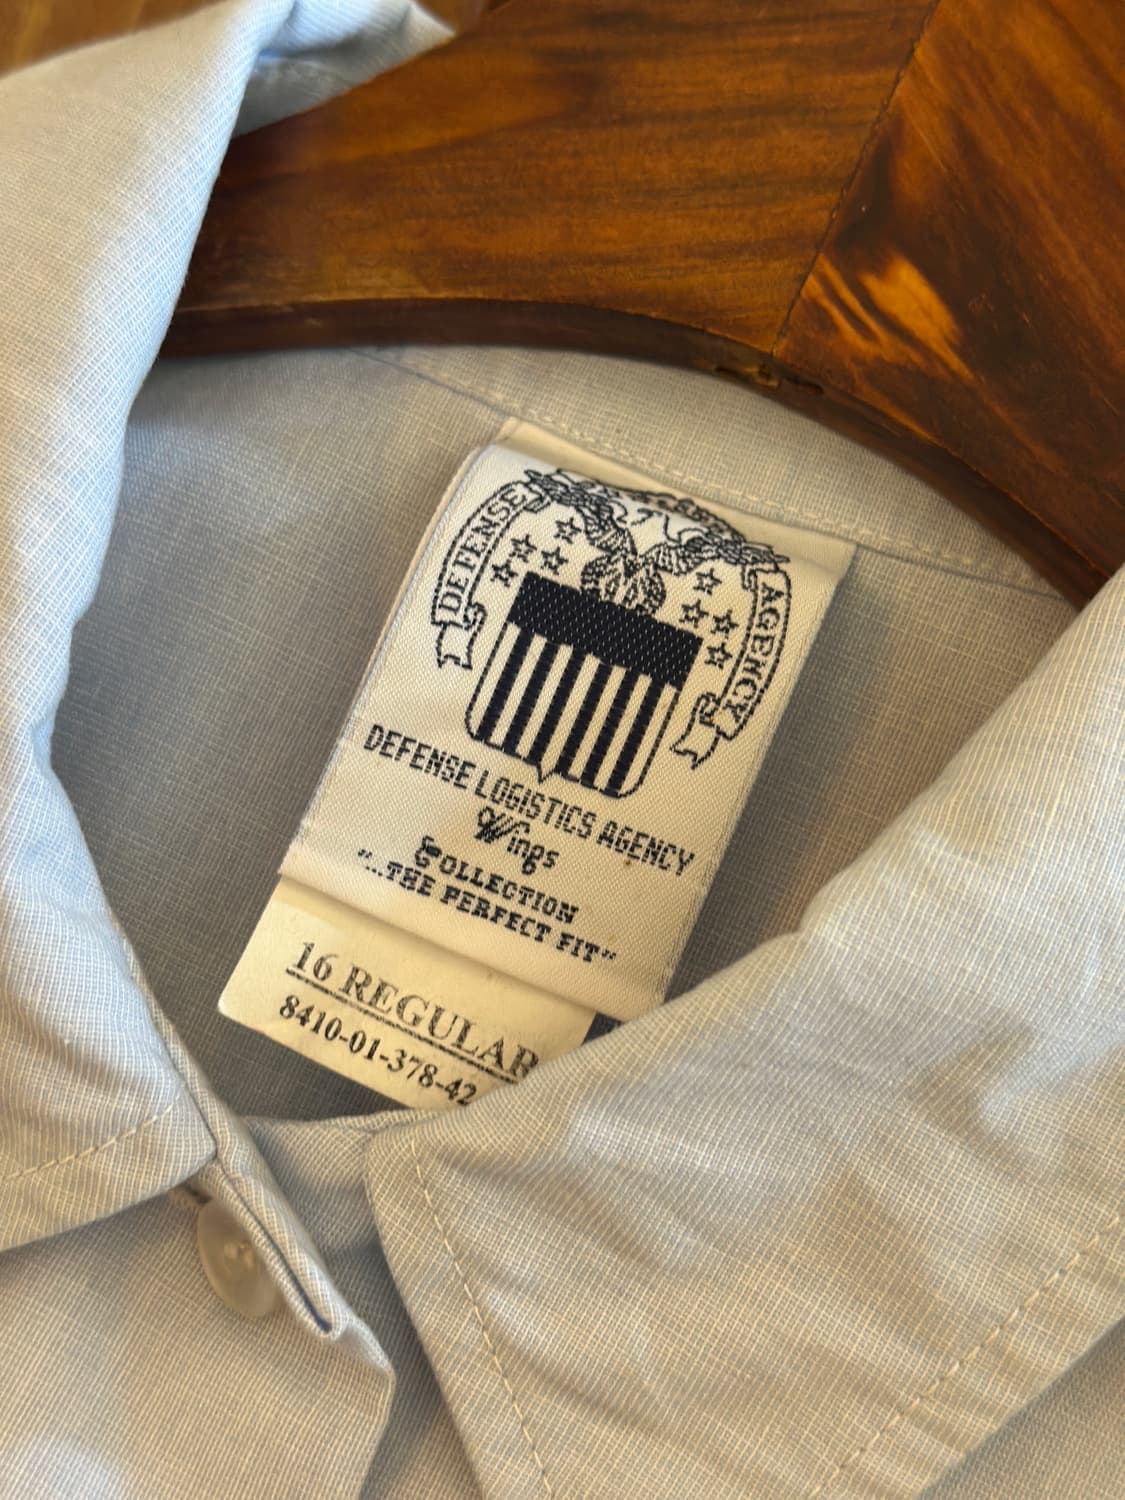 DEFENSE
AGENCY
DEFENSE LOGISTICS AGENCY
Wings
COLLECTION
"...THE PERFECT FIT"
16 REGULAR
8410-01-378-42